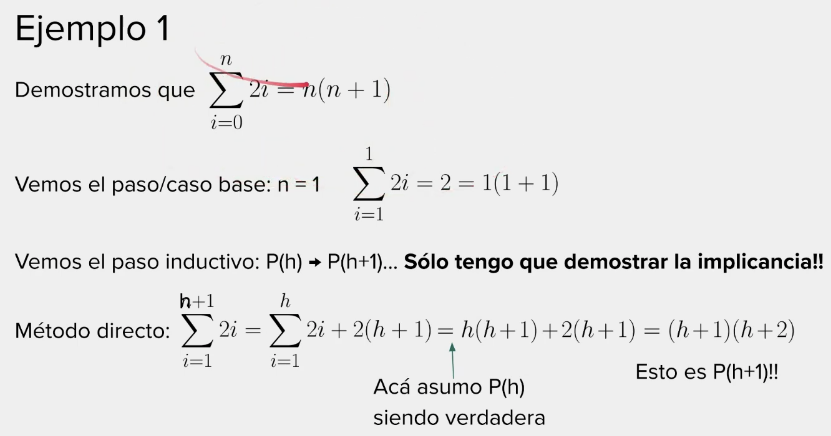 Ejemplo 1
Demostramos que \sum_{i=0}^{n} 2i = n(n + 1)
Vemos el paso/caso base: n = 1 \sum_{i=1}^{1} 2i = 2 = 1(1 + 1)
Vemos el paso inductivo: P(h) → P(h+1)... Sólo tengo que demostrar la implicancia!!
Método directo: \sum_{i=1}^{h+1} 2i = \sum_{i=1}^{h} 2i + 2(h + 1) = h(h + 1) + 2(h + 1) = (h + 1)(h + 2)
Acá asumo P(h)
siendo verdadera
Esto es P(h+1)!!